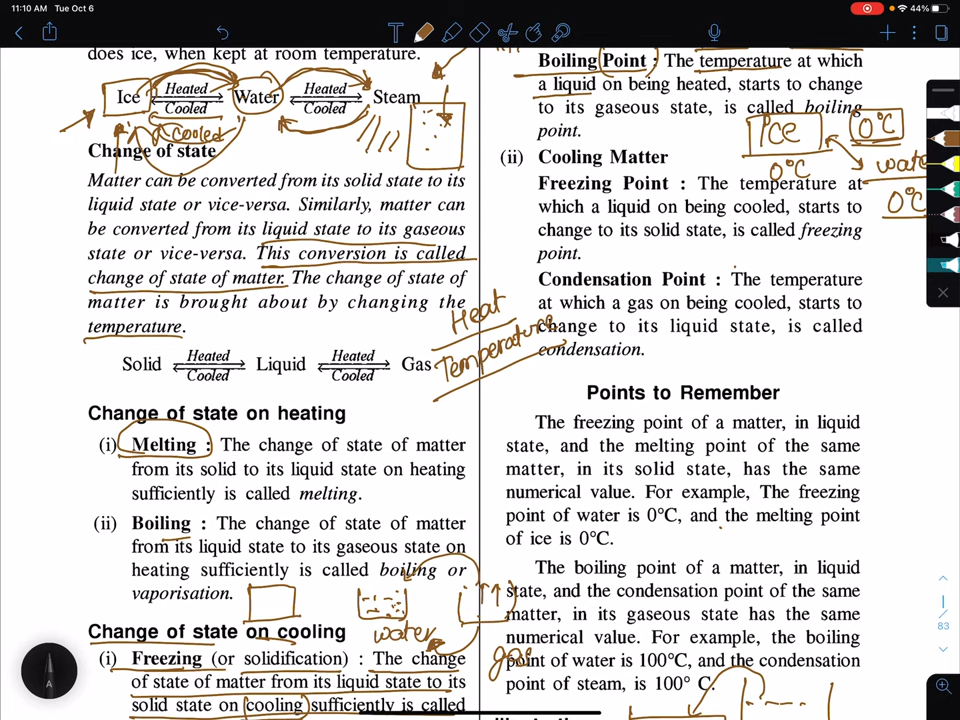 11:10 AM Tue Oct 6
44%
does ice, when kept at room temperature.
Ice Heated Cooled Water Heated Cooled Steam
cooled
Change of state
Matter can be converted from its solid state to its
liquid state or vice-versa. Similarly, matter can
be converted from its liquid state to its gaseous
state or vice-versa. This conversion is called
change of state of matter. The change of state of
matter is brought about by changing the
temperature.
Heat
Temperature
Solid Heated Cooled Liquid Heated Cooled Gas
Change of state on heating
(i) Melting : The change of state of matter
from its solid to its liquid state on heating
sufficiently is called melting.
(ii) Boiling : The change of state of matter
from its liquid state to its gaseous state on
heating sufficiently is called boiling or
vaporisation.
water
gas
Change of state on cooling
(i) Freezing (or solidification) : The change
of state of matter from its liquid state to its
solid state on cooling sufficiently is called
Boiling Point : The temperature at which
a liquid on being heated, starts to change
to its gaseous state, is called boiling
point.
Ice 0°C
0°C water
0°C
(ii) Cooling Matter
Freezing Point : The temperature at
which a liquid on being cooled, starts to
change to its solid state, is called freezing
point.
Condensation Point : The temperature
at which a gas on being cooled, starts to
change to its liquid state, is called
condensation.
Points to Remember
The freezing point of a matter, in liquid
state, and the melting point of the same
matter, in its solid state, has the same
numerical value. For example, The freezing
point of water is 0°C, and the melting point
of ice is 0°C.
The boiling point of a matter, in liquid
state, and the condensation point of the same
matter, in its gaseous state has the same
numerical value. For example, the boiling
point of water is 100°C, and the condensation
point of steam, is 100° C.
83
A